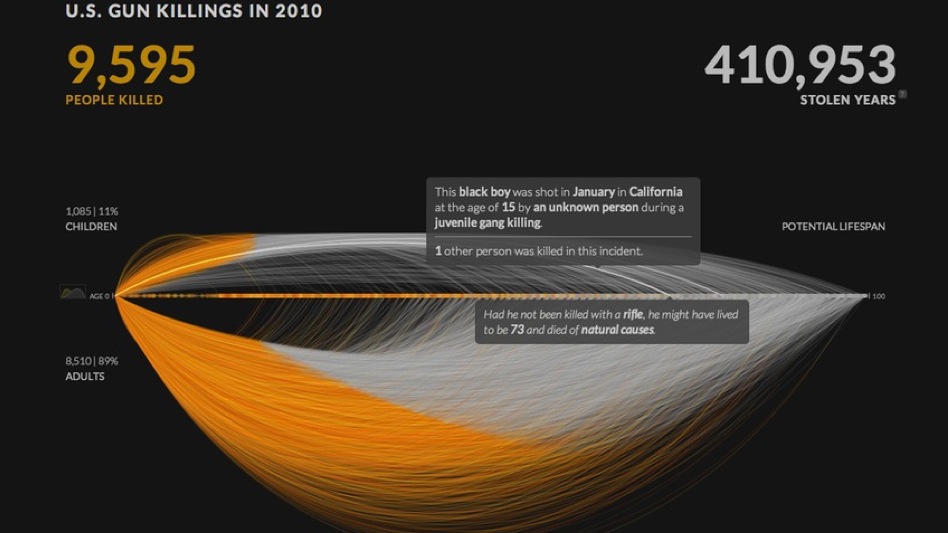 U.S. GUN KILLINGS IN 2010
9,595
PEOPLE KILLED
410,953
STOLEN YEARS ?
This black boy was shot in January in California
at the age of 15 by an unknown person during a
juvenile gang killing.
1 other person was killed in this incident.
1,085 | 11%
CHILDREN
POTENTIAL LIFESPAN
AGE 0
100
Had he not been killed with a rifle, he might have lived
to be 73 and died of natural causes.
8,510 | 89%
ADULTS